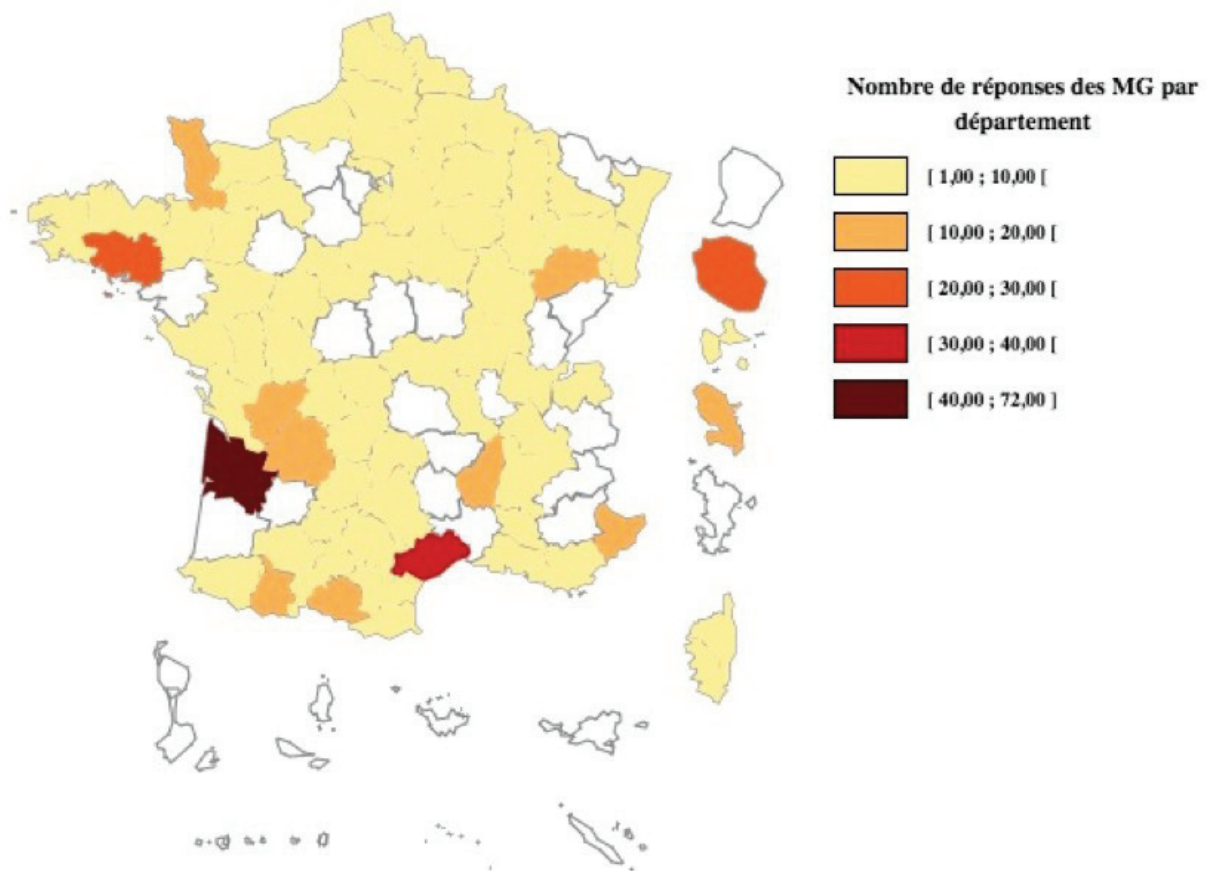 Nombre de réponses des MG par
département
[ 1,00 ; 10,00 [
[ 10,00 ; 20,00 [
[ 20,00 ; 30,00 [
[ 30,00 ; 40,00 [
[ 40,00 ; 72,00 ]